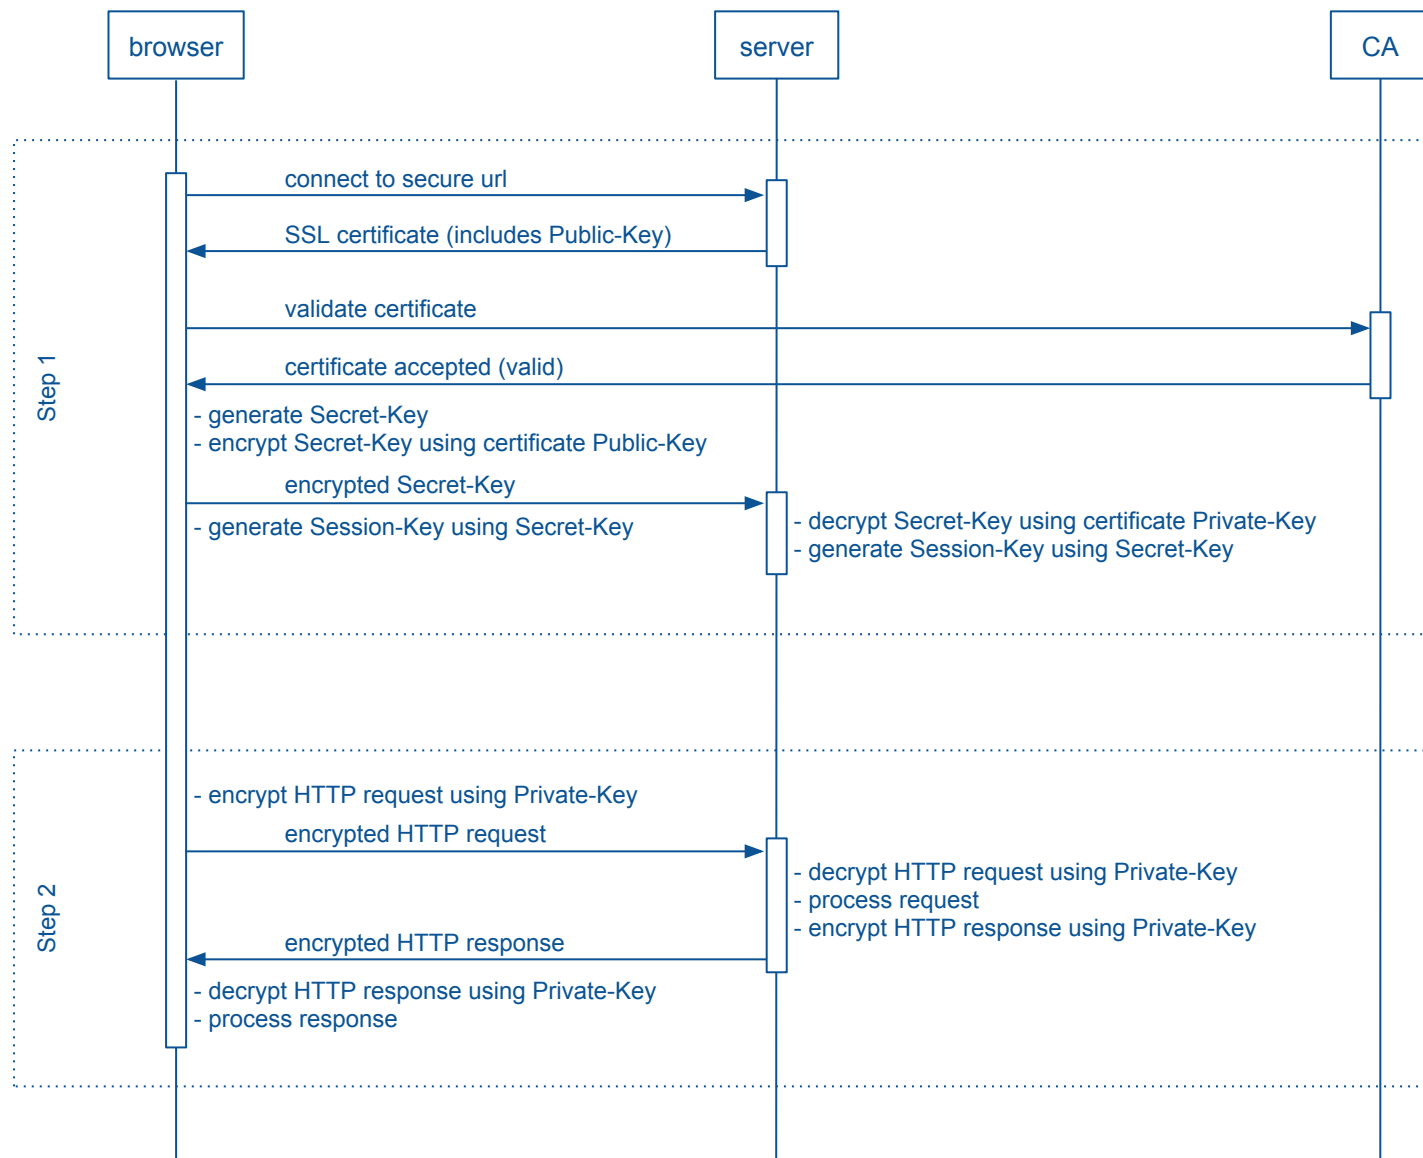 browser
server
CA
Step 1
connect to secure url
SSL certificate (includes Public-Key)
validate certificate
certificate accepted (valid)
- generate Secret-Key
- encrypt Secret-Key using certificate Public-Key
encrypted Secret-Key
- generate Session-Key using Secret-Key
- decrypt Secret-Key using certificate Private-Key
- generate Session-Key using Secret-Key
Step 2
- encrypt HTTP request using Private-Key
encrypted HTTP request
- decrypt HTTP request using Private-Key
- process request
- encrypt HTTP response using Private-Key
encrypted HTTP response
- decrypt HTTP response using Private-Key
- process response